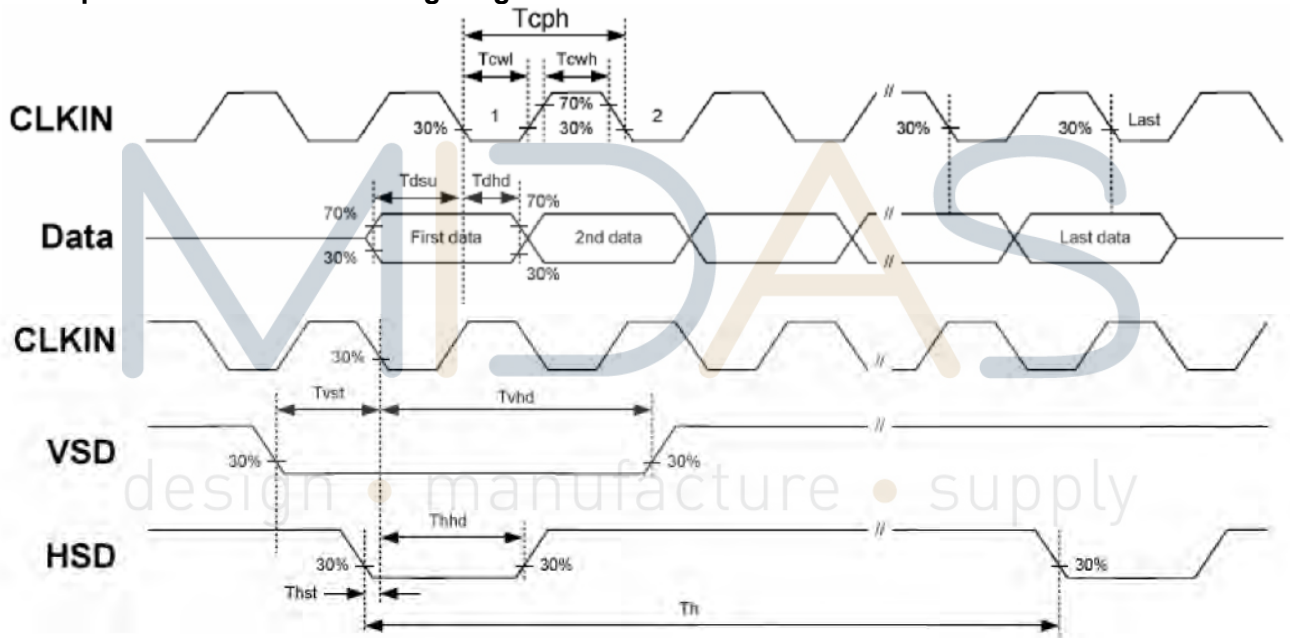 Tcph
Tcwl Tcwh
CLKIN
30% 1 70% 30% 2 30% 30% Last
Tdsu Tdhd
Data
70% 70%
First data 2nd data Last data
30% 30%
CLKIN
30%
Tvst Tvhd
VSD
30% 30%
design • manufacture • supply
Thhd
HSD
30% 30% 30%
Thst
Th
MIDAS